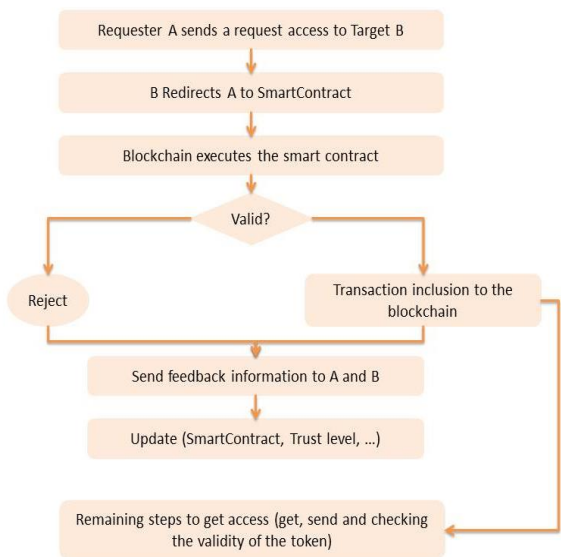 Requester A sends a request access to Target B
B Redirects A to SmartContract
Blockchain executes the smart contract
Valid?
Reject
Transaction inclusion to the
blockchain
Send feedback information to A and B
Update (SmartContract, Trust level, ...)
Remaining steps to get access (get, send and checking
the validity of the token)